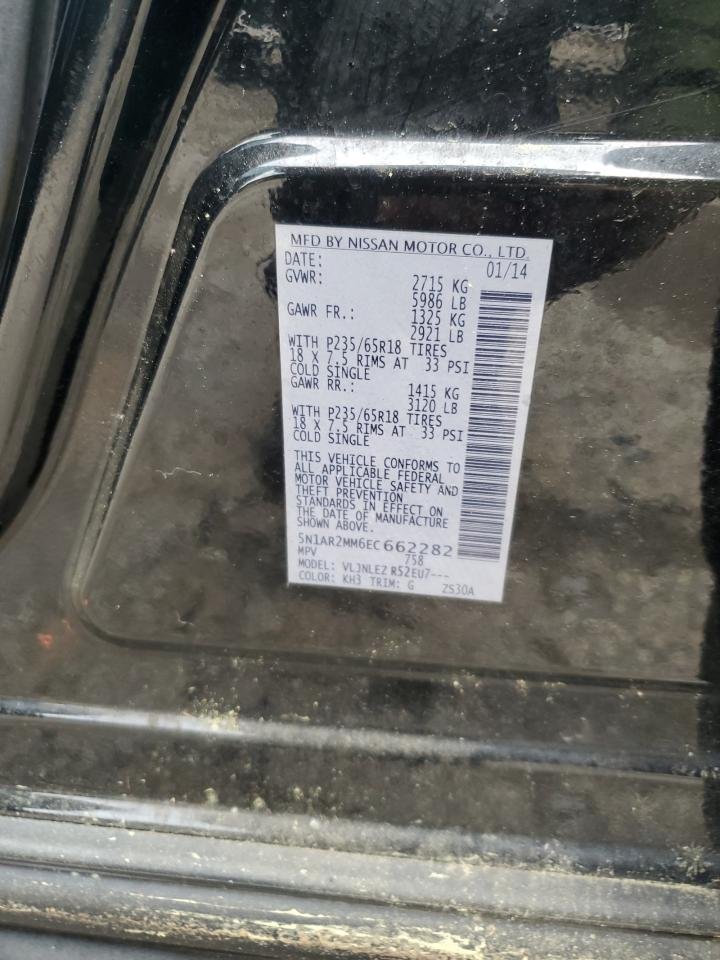 MFD BY NISSAN MOTOR CO., LTD.
DATE: 01/14
GVWR: 2715 KG
5986 LB
GAWR FR.: 1325 KG
2921 LB
WITH P235/65R18 TIRES
18 X 7.5 RIMS AT 33 PSI
COLD SINGLE
GAWR RR.: 1415 KG
3120 LB
WITH P235/65R18 TIRES
18 X 7.5 RIMS AT 33 PSI
COLD SINGLE
THIS VEHICLE CONFORMS TO
ALL APPLICABLE FEDERAL
MOTOR VEHICLE SAFETY AND
THEFT PREVENTION
STANDARDS IN EFFECT ON
THE DATE OF MANUFACTURE
SHOWN ABOVE.
5N1AR2MM6EC662282
MPV 758
MODEL: VLJNLEZ R52EU7---
COLOR: KH3 TRIM: G ZS30A